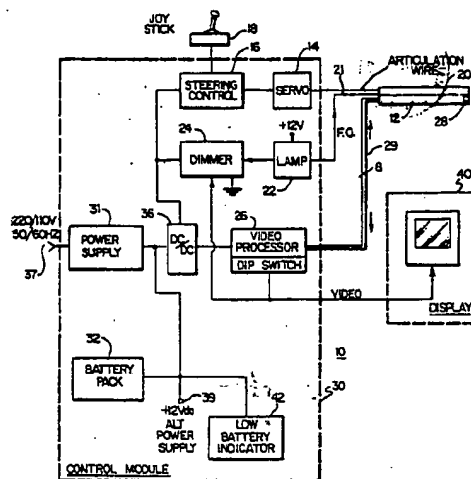 JOY
STICK
18
16
14
ARTICULATION
WIRE
20
21
STEERING
CONTROL
SERVO
12
28
24
+12V
F.O.
29
DIMMER
LAMP
22
8
40
220/110V
50/60HZ
31
36
26
POWER
SUPPLY
DC/
DC
VIDEO
PROCESSOR
DIP SWITCH
37
VIDEO
DISPLAY
32
10
BATTERY
PACK
39
42
30
+12Vdc
ALT
POWER
SUPPLY
LOW
BATTERY
INDICATOR
CONTROL MODULE